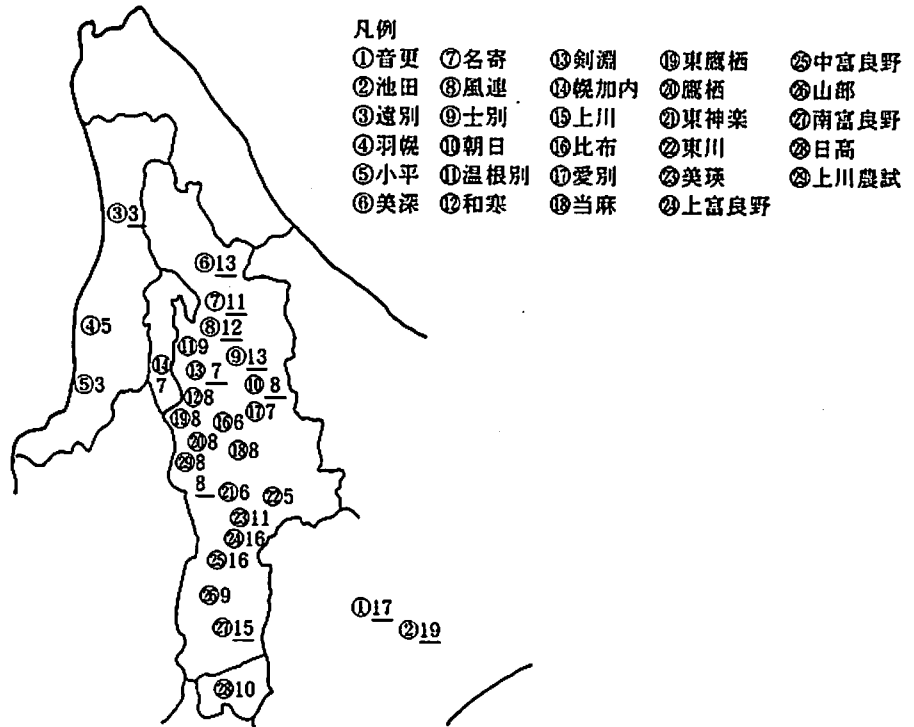 凡例
①音更 ⑦名寄 ⑬剣淵 ⑲東鷹栖 ㉕中富良野
②池田 ⑧風連 ⑭幌加内 ⑳鷹栖 ㉖山部
③遠別 ⑨士別 ⑮上川 ㉑東神楽 ㉗南富良野
④羽幌 ⑩朝日 ⑯比布 ㉒東川 ㉘日高
⑤小平 ⑪温根別 ⑰愛別 ㉓美瑛 ㉙上川農試
⑥美深 ⑫和寒 ⑱当麻 ㉔上富良野
③3
⑥13
⑦11
④5 ⑧12
⑪9 ⑨13
⑭7 ⑬7
⑤3 ⑩8
⑫8
⑲8 ⑯6 ⑰7
⑳8 ⑱8
㉙8
8 ㉑6 ㉒5
㉓11
㉔16
㉕16
㉖9 ①17
㉗15 ②19
㉘10